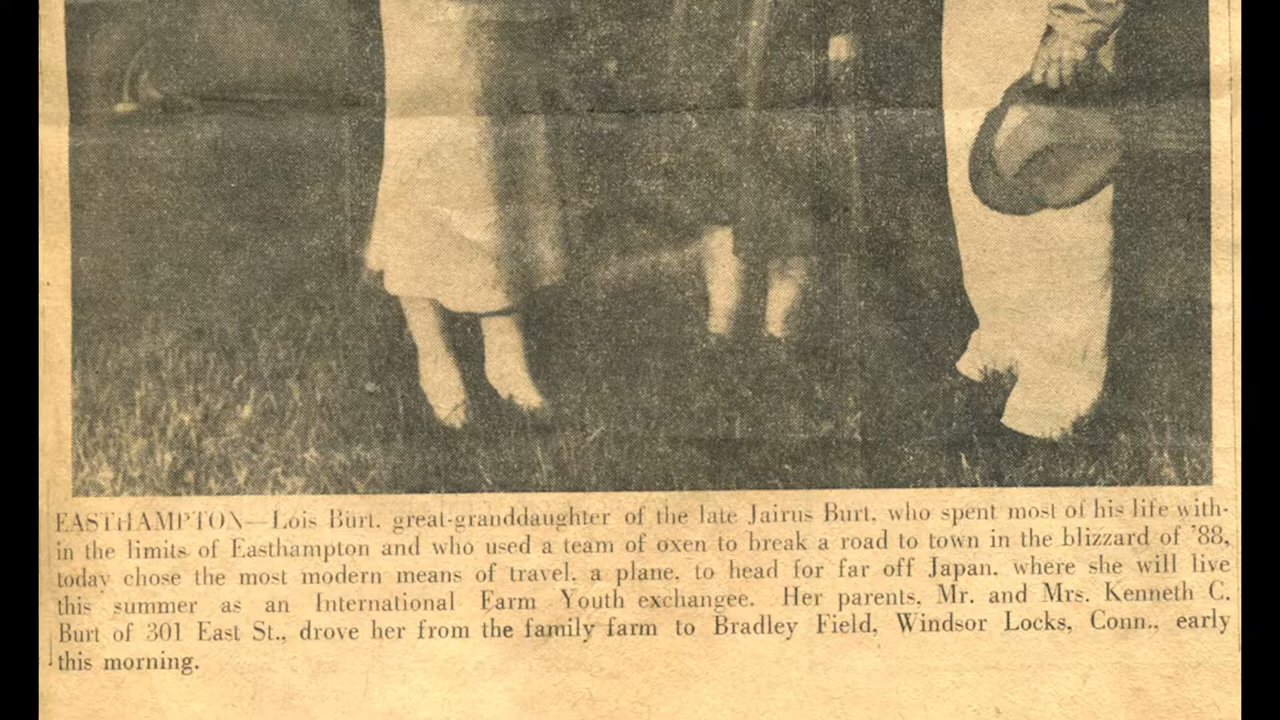 EASTHAMPTON—Lois Burt, great-granddaughter of the late Jairus Burt, who spent most of his life with-
in the limits of Easthampton and who used a team of oxen to break a road to town in the blizzard of '88,
today chose the most modern means of travel, a plane, to head for far off Japan, where she will live
this summer as an International Farm Youth exchangee. Her parents, Mr. and Mrs. Kenneth C.
Burt of 301 East St., drove her from the family farm to Bradley Field, Windsor Locks, Conn., early
this morning.